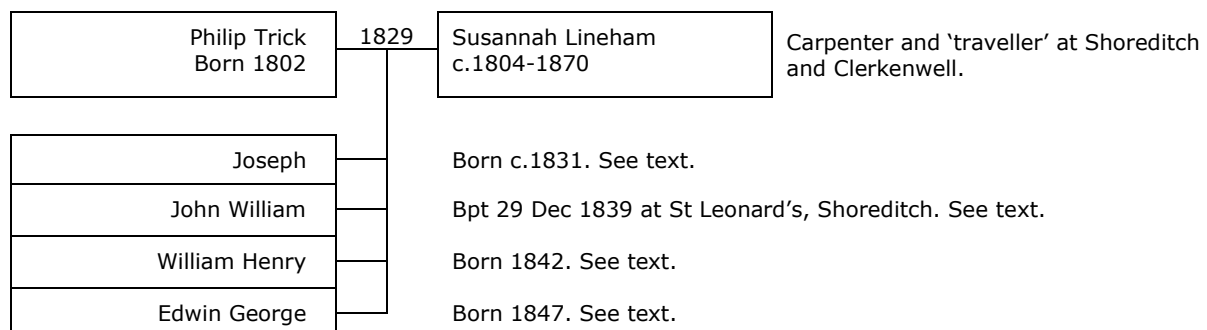 Philip Trick
Born 1802
1829
Susannah Lineham
c.1804-1870
Carpenter and ‘traveller’ at Shoreditch
and Clerkenwell.
Joseph
Born c.1831. See text.
John William
Bpt 29 Dec 1839 at St Leonard’s, Shoreditch. See text.
William Henry
Born 1842. See text.
Edwin George
Born 1847. See text.